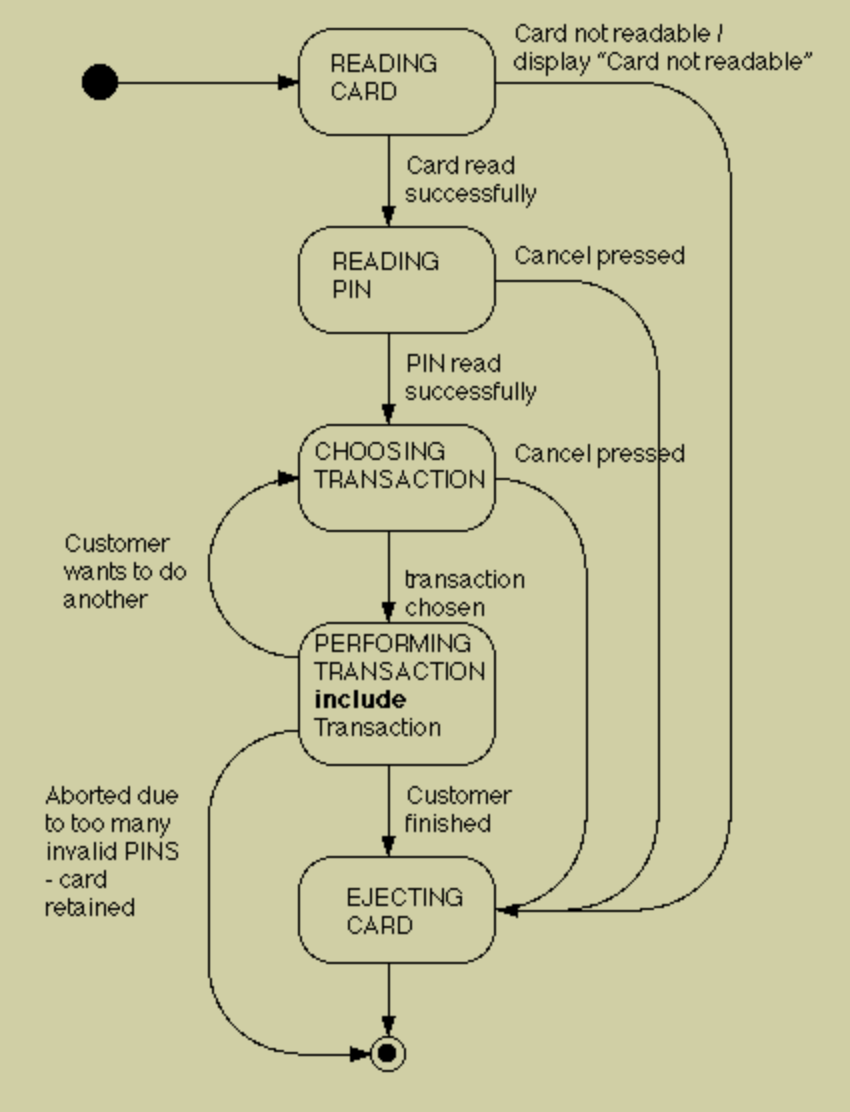 Card not readable /
display "Card not readable"
READING
CARD
Card read
successfully
READING
PIN
Cancel pressed
PIN read
successfully
CHOOSING
TRANSACTION
Cancel pressed
Customer
wants to do
another
transaction
chosen
PERFORMING
TRANSACTION
include
Transaction
Aborted due
to too many
invalid PINS
- card
retained
Customer
finished
EJECTING
CARD